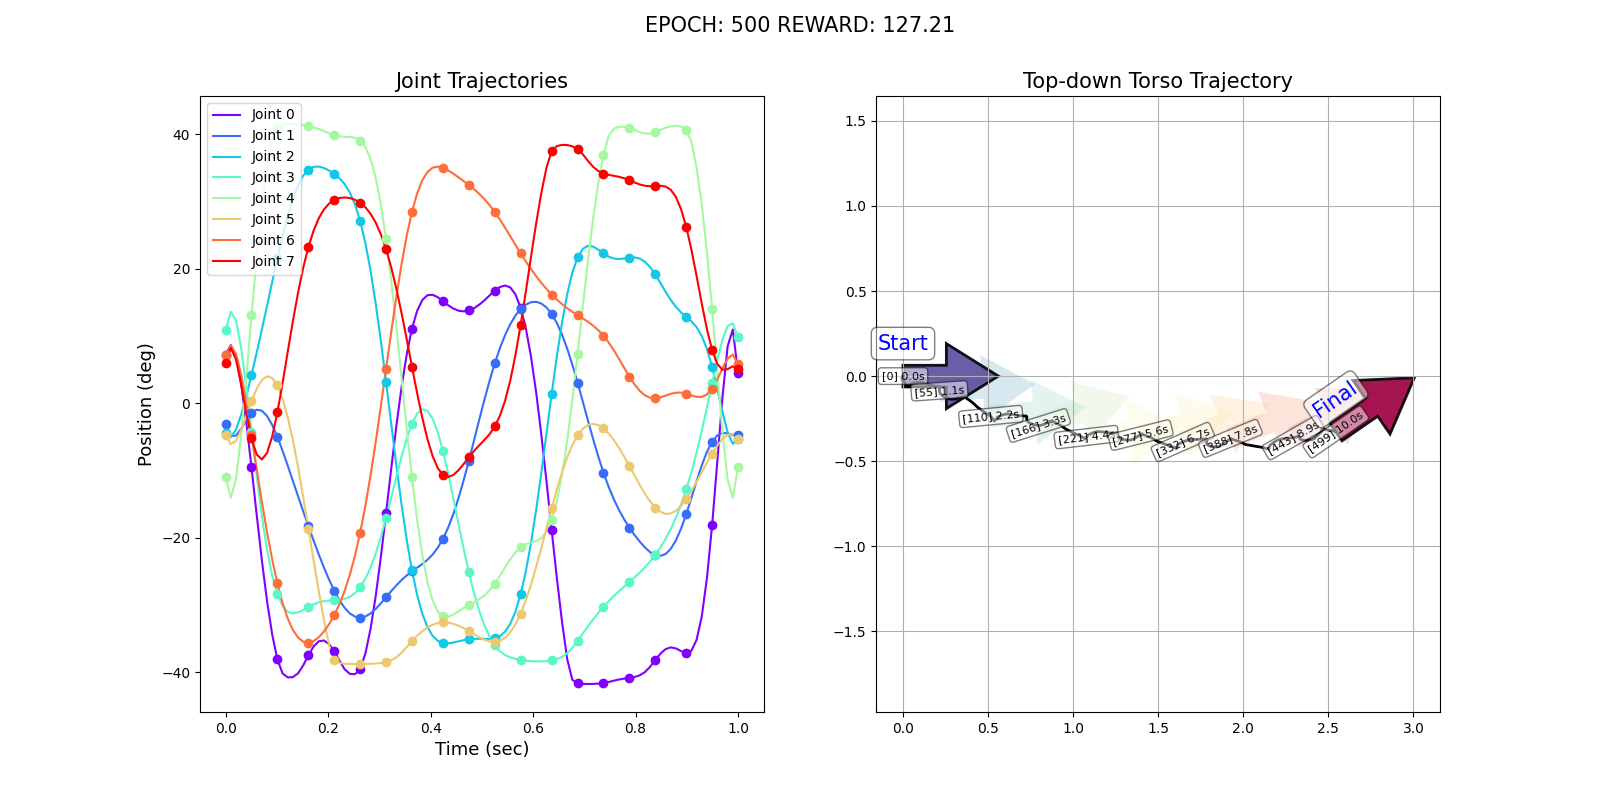 EPOCH: 500 REWARD: 127.21
Joint Trajectories
Joint 0
Joint 1
Joint 2
Joint 3
Joint 4
Joint 5
Joint 6
Joint 7
40
20
0
−20
−40
Position (deg)
0.0 0.2 0.4 0.6 0.8 1.0
Time (sec)
Top-down Torso Trajectory
1.5
1.0
0.5
0.0
−0.5
−1.0
−1.5
Start
[0] 0.0s
[55] 1.1s
[110] 2.2s
[166] 3.3s
[221] 4.4s
[277] 5.6s
[332] 6.7s
[388] 7.8s
[443] 8.9s
[499] 10.0s
Final
0.0 0.5 1.0 1.5 2.0 2.5 3.0